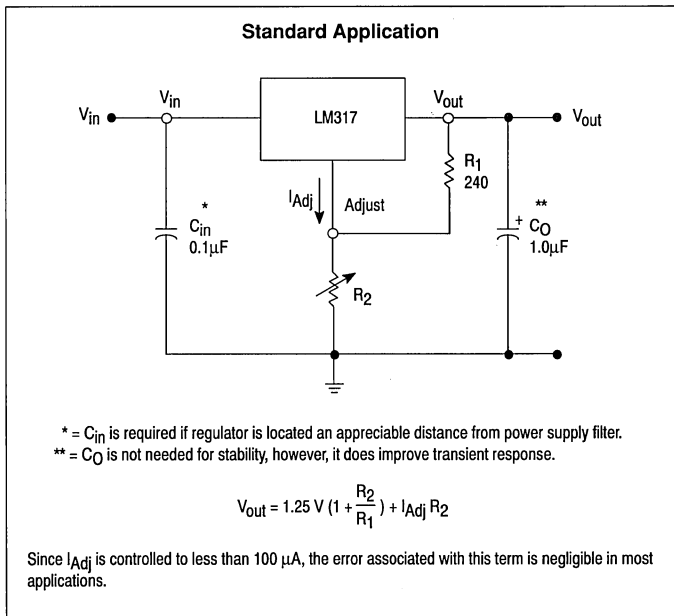 Standard Application
Vin
Vin
LM317
Vout
Vout
R1
240
IAdj
Adjust
*
Cin
0.1μF
**
+ CO
1.0μF
R2
* = Cin is required if regulator is located an appreciable distance from power supply filter.
** = CO is not needed for stability, however, it does improve transient response.
Vout = 1.25 V (1 + R2/R1) + IAdj R2
Since IAdj is controlled to less than 100 μA, the error associated with this term is negligible in most
applications.